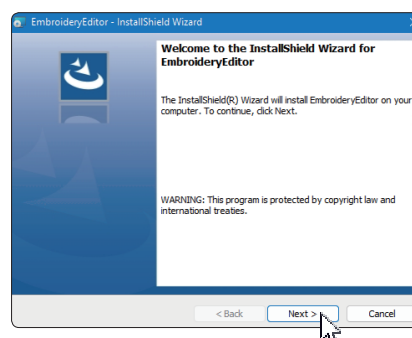 EmbroideryEditor - InstallShield Wizard
Welcome to the InstallShield Wizard for
EmbroideryEditor
The InstallShield(R) Wizard will install EmbroideryEditor on your
computer. To continue, click Next.
WARNING: This program is protected by copyright law and
international treaties.
< Back Next > Cancel